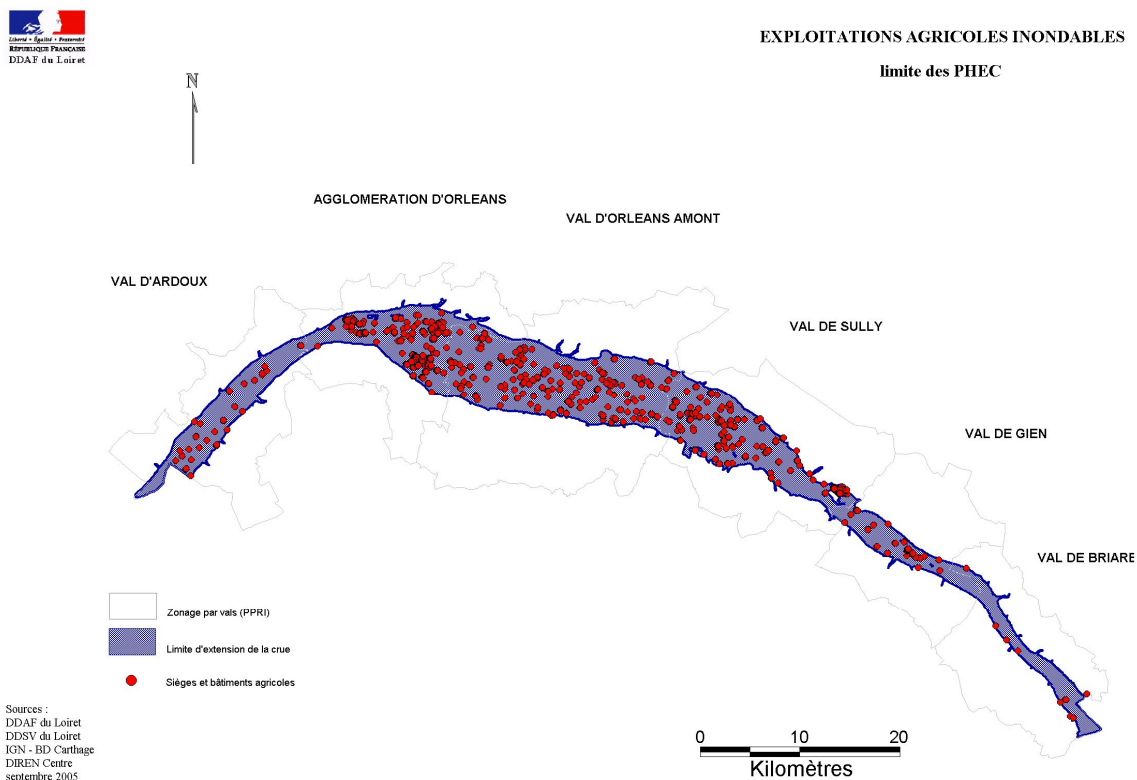 Liberté • Égalité • Fraternité
RÉPUBLIQUE FRANÇAISE
DDAF du Loiret
EXPLOITATIONS AGRICOLES INONDABLES
limite des PHEC
N
AGGLOMERATION D'ORLEANS
VAL D'ORLEANS AMONT
VAL D'ARDOUX
VAL DE SULLY
VAL DE GIEN
VAL DE BRIARE
Zonage par vals (PPRI)
Limite d'extension de la crue
Sièges et bâtiments agricoles
Sources :
DDAF du Loiret
DDSV du Loiret
IGN - BD Carthage
DIREN Centre
septembre 2005
0 10 20
Kilomètres